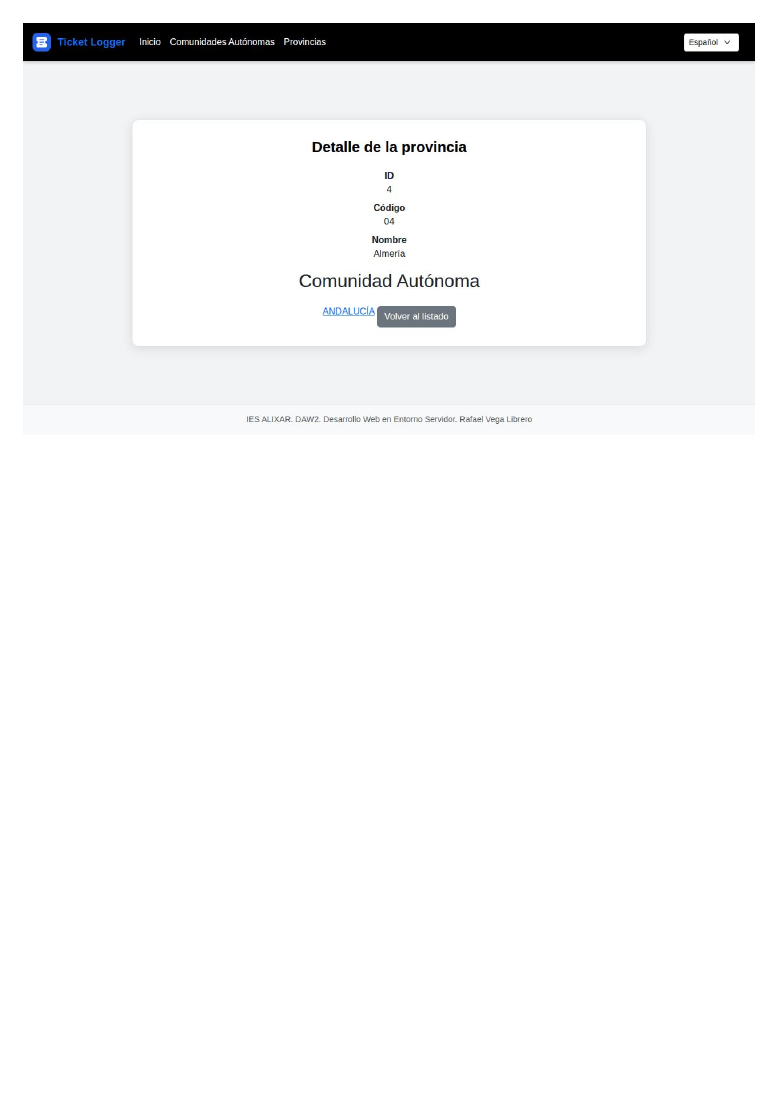 Ticket Logger Inicio Comunidades Autónomas Provincias Español
Detalle de la provincia
ID
4
Código
04
Nombre
Almería
Comunidad Autónoma
ANDALUCÍA Volver al listado
IES ALIXAR. DAW2. Desarrollo Web en Entorno Servidor. Rafael Vega Librero